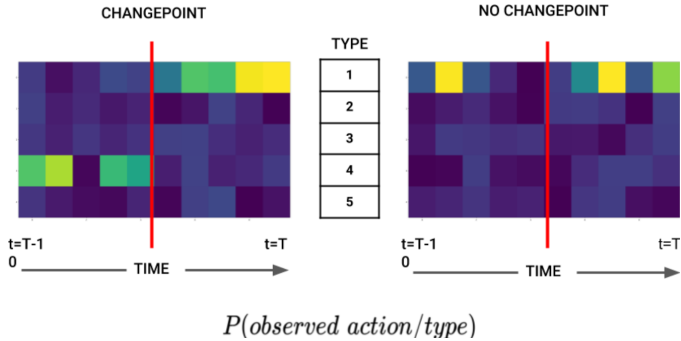 CHANGEPOINT
NO CHANGEPOINT
TYPE
1
2
3
4
5
t=T-1
0
t=T
TIME
t=T-1
0
t=T
TIME
P(observed action/type)